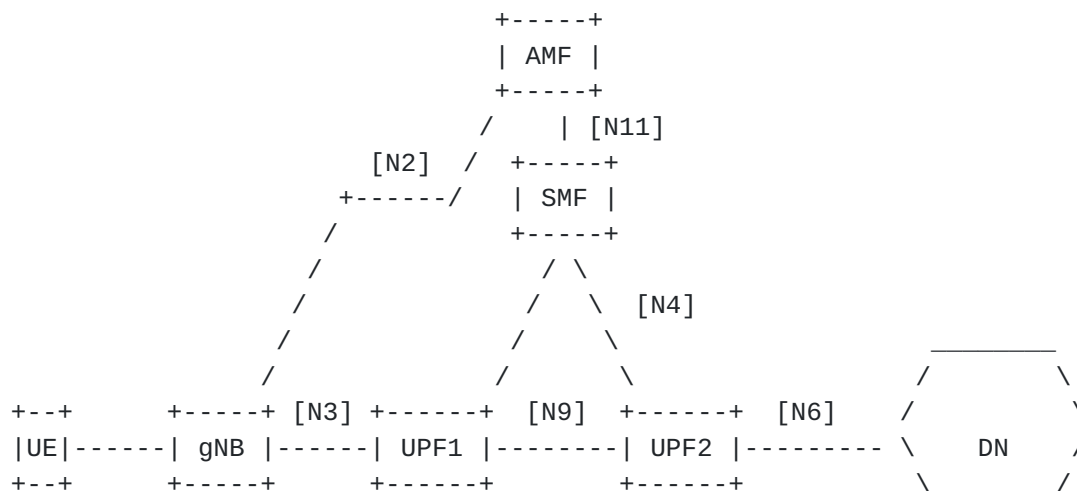 AMF
[N11]
[N2]
SMF
[N4]
[N3] [N9] [N6]
UE gNB UPF1 UPF2 DN